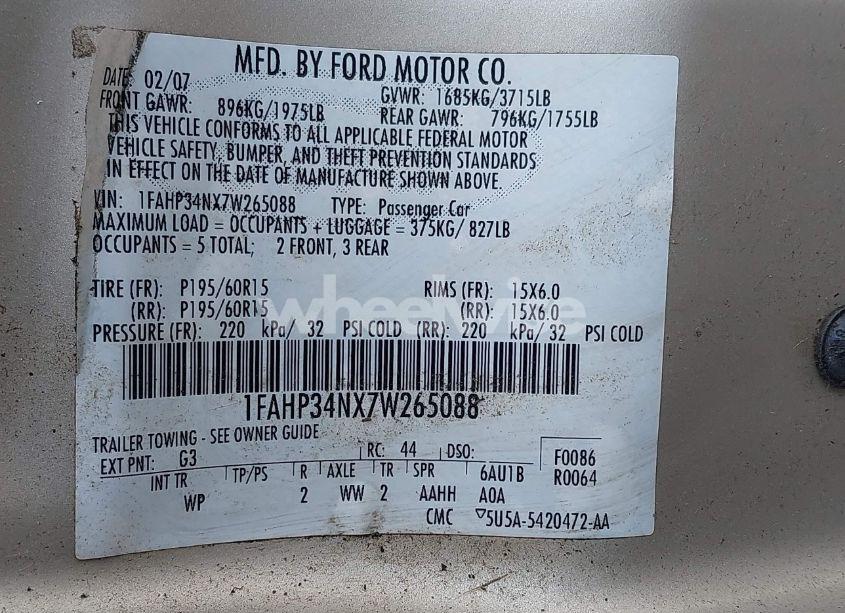 MFD. BY FORD MOTOR CO.
DATE: 02/07 GVWR: 1685KG/3715LB
FRONT GAWR: 896KG/1975LB REAR GAWR: 796KG/1755LB
THIS VEHICLE CONFORMS TO ALL APPLICABLE FEDERAL MOTOR
VEHICLE SAFETY, BUMPER, AND THEFT PREVENTION STANDARDS
IN EFFECT ON THE DATE OF MANUFACTURE SHOWN ABOVE.
VIN: 1FAHP34NX7W265088 TYPE: Passenger Car
MAXIMUM LOAD = OCCUPANTS + LUGGAGE = 375KG/ 827LB
OCCUPANTS = 5 TOTAL; 2 FRONT, 3 REAR
TIRE (FR): P195/60R15 RIMS (FR): 15X6.0
(RR): P195/60R15 (RR): 15X6.0
wheelwise
PRESSURE (FR): 220 kPa/ 32 PSI COLD (RR): 220 kPa/ 32 PSI COLD
1FAHP34NX7W265088
TRAILER TOWING - SEE OWNER GUIDE
EXT PNT: G3 RC: 44 DSO: F0086
INT TR TP/PS R AXLE TR SPR 6AU1B R0064
WP 2 WW 2 AAHH A0A
CMC ▽5U5A-5420472-AA